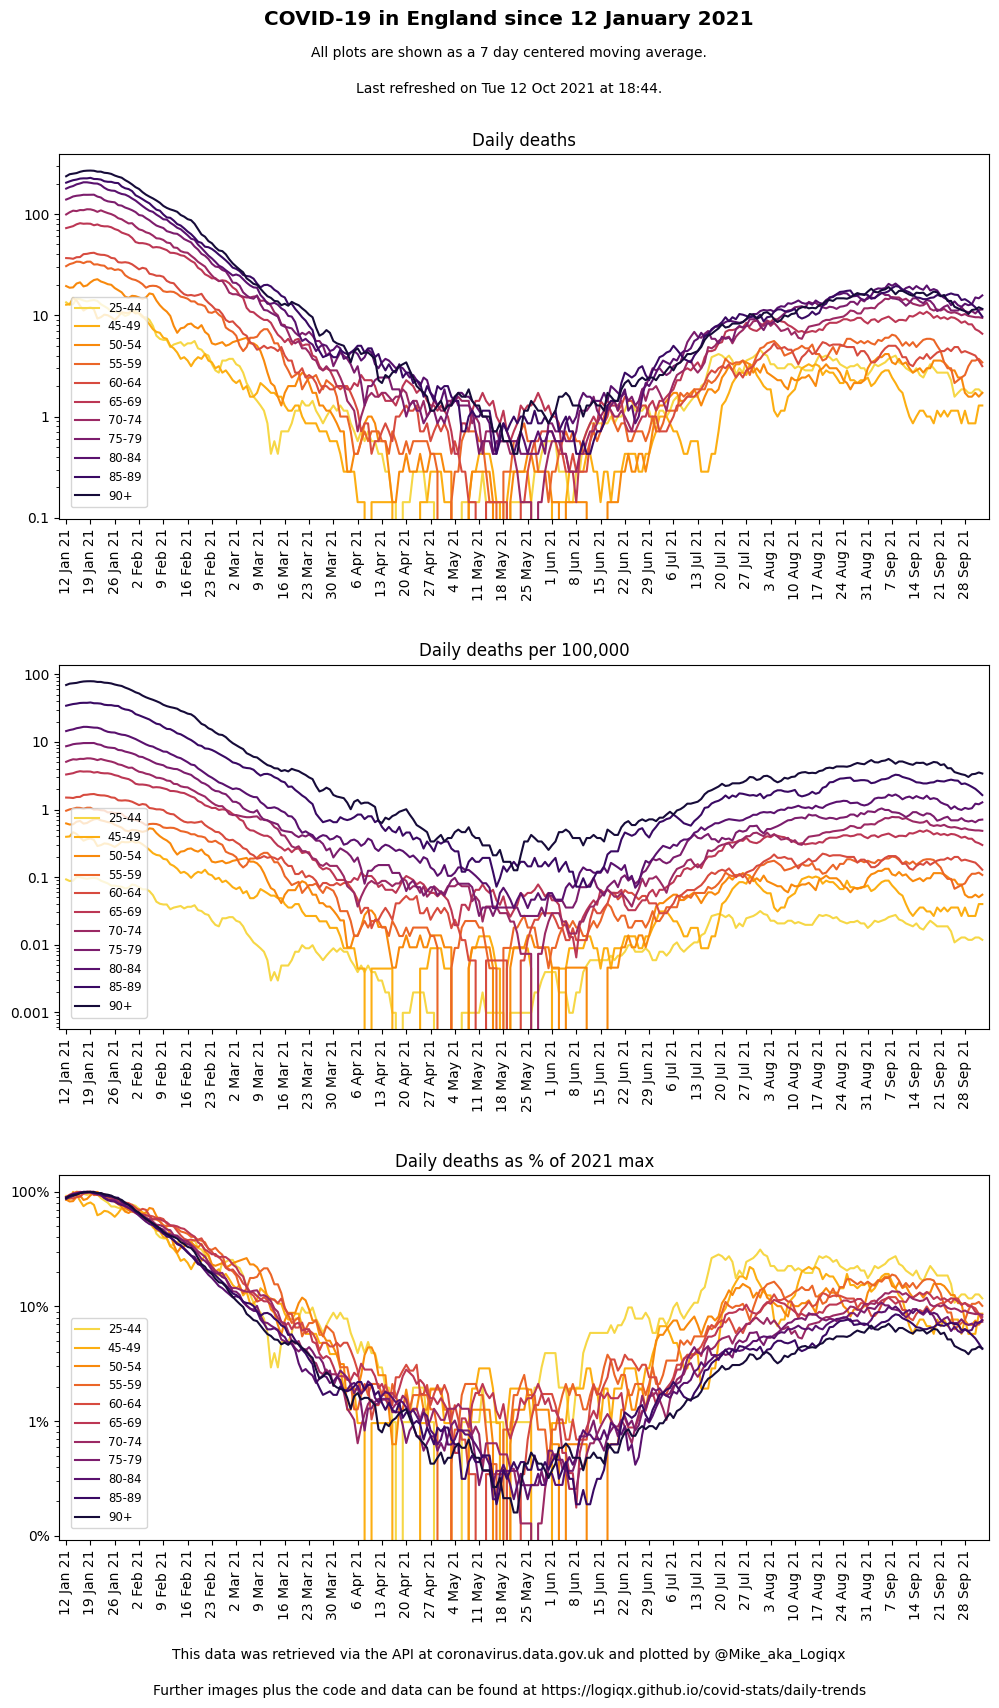 COVID-19 in England since 12 January 2021
All plots are shown as a 7 day centered moving average.
Last refreshed on Tue 12 Oct 2021 at 18:44.
Daily deaths
100
10
1
0.1
25-44
45-49
50-54
55-59
60-64
65-69
70-74
75-79
80-84
85-89
90+
12 Jan 21
19 Jan 21
26 Jan 21
2 Feb 21
9 Feb 21
16 Feb 21
23 Feb 21
2 Mar 21
9 Mar 21
16 Mar 21
23 Mar 21
30 Mar 21
6 Apr 21
13 Apr 21
20 Apr 21
27 Apr 21
4 May 21
11 May 21
18 May 21
25 May 21
1 Jun 21
8 Jun 21
15 Jun 21
22 Jun 21
29 Jun 21
6 Jul 21
13 Jul 21
20 Jul 21
27 Jul 21
3 Aug 21
10 Aug 21
17 Aug 21
24 Aug 21
31 Aug 21
7 Sep 21
14 Sep 21
21 Sep 21
28 Sep 21
Daily deaths per 100,000
100
10
1
0.1
0.01
0.001
25-44
45-49
50-54
55-59
60-64
65-69
70-74
75-79
80-84
85-89
90+
12 Jan 21
19 Jan 21
26 Jan 21
2 Feb 21
9 Feb 21
16 Feb 21
23 Feb 21
2 Mar 21
9 Mar 21
16 Mar 21
23 Mar 21
30 Mar 21
6 Apr 21
13 Apr 21
20 Apr 21
27 Apr 21
4 May 21
11 May 21
18 May 21
25 May 21
1 Jun 21
8 Jun 21
15 Jun 21
22 Jun 21
29 Jun 21
6 Jul 21
13 Jul 21
20 Jul 21
27 Jul 21
3 Aug 21
10 Aug 21
17 Aug 21
24 Aug 21
31 Aug 21
7 Sep 21
14 Sep 21
21 Sep 21
28 Sep 21
Daily deaths as % of 2021 max
100%
10%
1%
0%
25-44
45-49
50-54
55-59
60-64
65-69
70-74
75-79
80-84
85-89
90+
12 Jan 21
19 Jan 21
26 Jan 21
2 Feb 21
9 Feb 21
16 Feb 21
23 Feb 21
2 Mar 21
9 Mar 21
16 Mar 21
23 Mar 21
30 Mar 21
6 Apr 21
13 Apr 21
20 Apr 21
27 Apr 21
4 May 21
11 May 21
18 May 21
25 May 21
1 Jun 21
8 Jun 21
15 Jun 21
22 Jun 21
29 Jun 21
6 Jul 21
13 Jul 21
20 Jul 21
27 Jul 21
3 Aug 21
10 Aug 21
17 Aug 21
24 Aug 21
31 Aug 21
7 Sep 21
14 Sep 21
21 Sep 21
28 Sep 21
This data was retrieved via the API at coronavirus.data.gov.uk and plotted by @Mike_aka_Logiqx
Further images plus the code and data can be found at https://logiqx.github.io/covid-stats/daily-trends